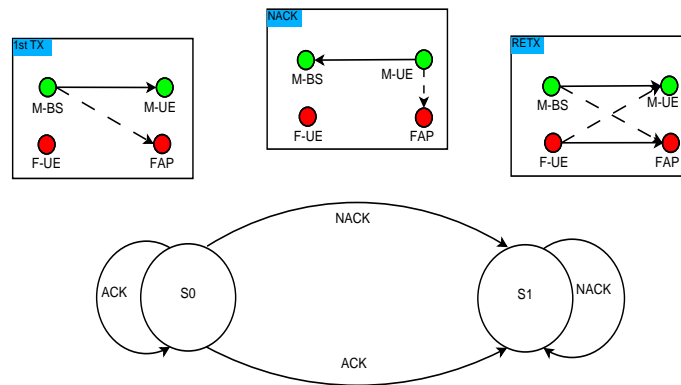 1st TX
M-BS
M-UE
F-UE
FAP
NACK
M-BS
M-UE
F-UE
FAP
RETX
M-BS
M-UE
F-UE
FAP
NACK
ACK
S0
S1
NACK
ACK